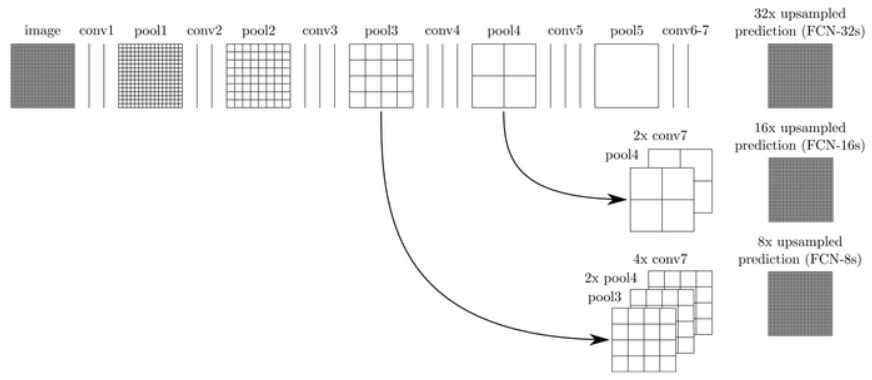 32x upsampled
image conv1 pool1 conv2 pool2 conv3 pool3 conv4 pool4 conv5 pool5 conv6-7 prediction (FCN-32s)
16x upsampled
2x conv7 prediction (FCN-16s)
pool4
8x upsampled
4x conv7 prediction (FCN-8s)
2x pool4
pool3